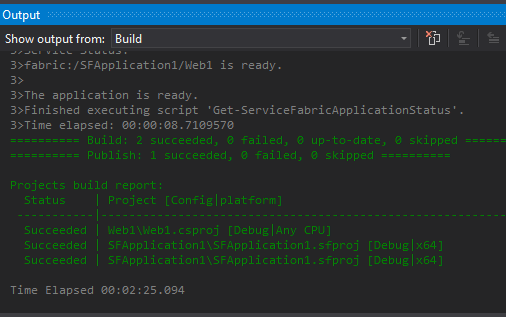 Output
Show output from: Build
3>Service Status:
3>fabric:/SFApplication1/Web1 is ready.
3>
3>The application is ready.
3>Finished executing script 'Get-ServiceFabricApplicationStatus'.
3>Time elapsed: 00:00:08.7109570
========== Build: 2 succeeded, 0 failed, 0 up-to-date, 0 skipped =======
========== Publish: 1 succeeded, 0 failed, 0 skipped ==========
Projects build report:
Status | Project [Config|platform]
-----------|---------------------------------------------------
Succeeded | Web1\Web1.csproj [Debug|Any CPU]
Succeeded | SFApplication1\SFApplication1.sfproj [Debug|x64]
Succeeded | SFApplication1\SFApplication1.sfproj [Debug|x64]
Time Elapsed 00:02:25.094